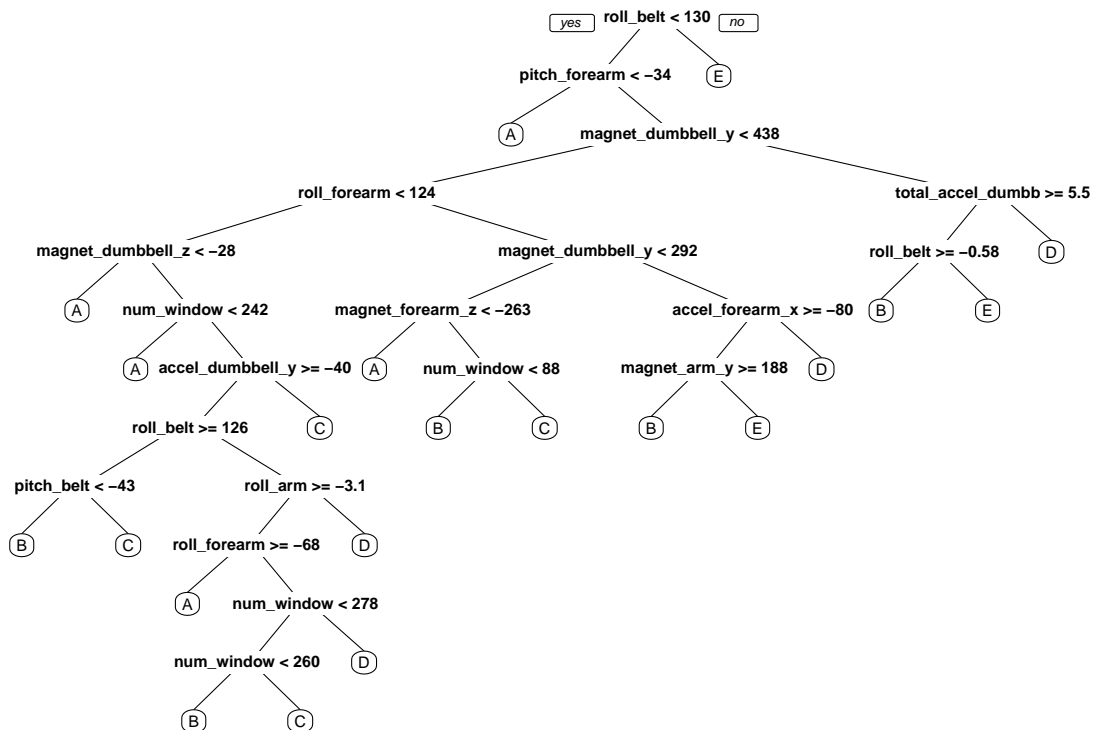 yes roll_belt < 130 no
pitch_forearm < −34 E
A magnet_dumbbell_y < 438
roll_forearm < 124 total_accel_dumbb >= 5.5
magnet_dumbbell_z < −28 magnet_dumbbell_y < 292 roll_belt >= −0.58 D
A num_window < 242 magnet_forearm_z < −263 accel_forearm_x >= −80 B E
A accel_dumbbell_y >= −40 A num_window < 88 magnet_arm_y >= 188 D
roll_belt >= 126 C B C B E
pitch_belt < −43 roll_arm >= −3.1
B C roll_forearm >= −68 D
A num_window < 278
num_window < 260 D
B C